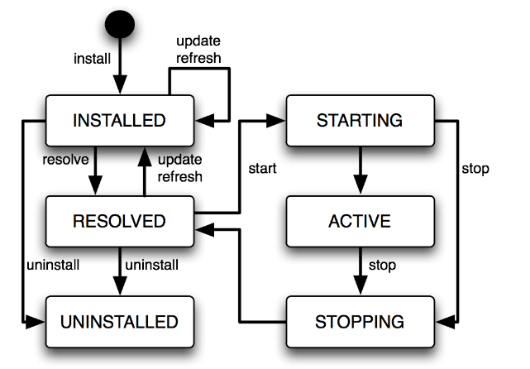 install
update
refresh
INSTALLED
STARTING
resolve
update
refresh
start
stop
RESOLVED
ACTIVE
uninstall
uninstall
stop
UNINSTALLED
STOPPING